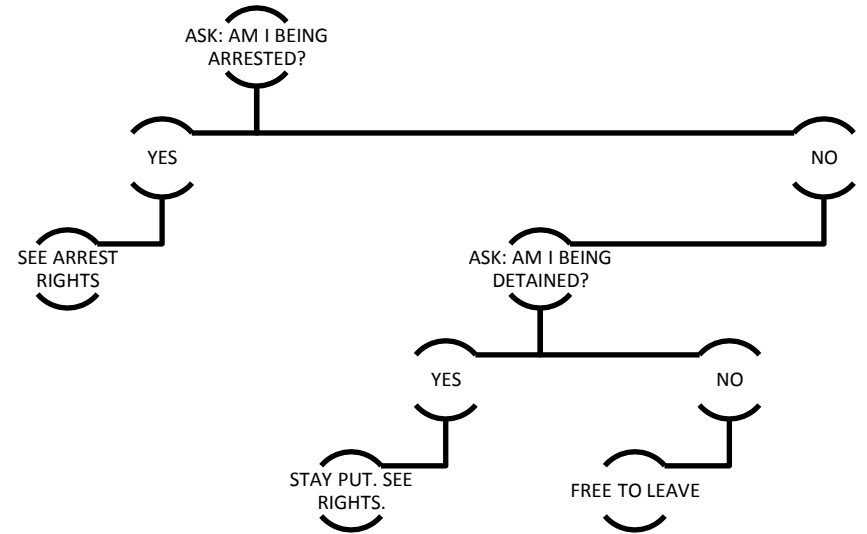 ASK: AM I BEING
ARRESTED?
YES
NO
SEE ARREST
RIGHTS
ASK: AM I BEING
DETAINED?
YES
NO
STAY PUT. SEE
RIGHTS.
FREE TO LEAVE